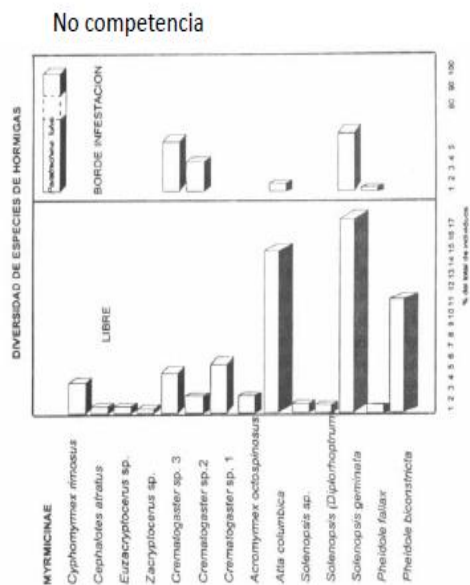 No competencia
DIVERSIDAD DE ESPECIES DE HORMIGAS
Paratrechina fulva
BORDE INFESTACION
80 90 100
1 2 3 4 5
LIBRE
1 2 3 4 5 6 7 8 9 10 11 12 13 14 15 16 17
% del total de individuos
MYRMICINAE
Cyphomyrmex rimosus
Cephalotes atratus
Euzacryptocerus sp.
Zacryptocerus sp.
Crematogaster sp. 3
Crematogaster sp.2
Crematogaster sp. 1
Acromyrmex octospinosus
Atta columbica
Solenopsis sp.
Solenopsis (Diplorhoptrum)
Solenopsis geminata
Pheidole fallax
Pheidole biconstricta